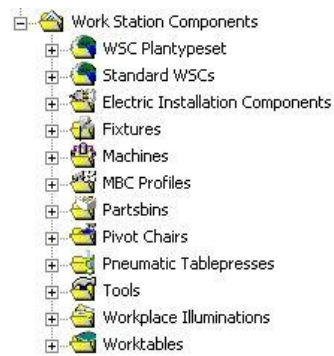 Work Station Components
WSC Plantypeset
Standard WSCs
Electric Installation Components
Fixtures
Machines
MBC Profiles
Partsbins
Pivot Chairs
Pneumatic Tablepresses
Tools
Workplace Illuminations
Worktables